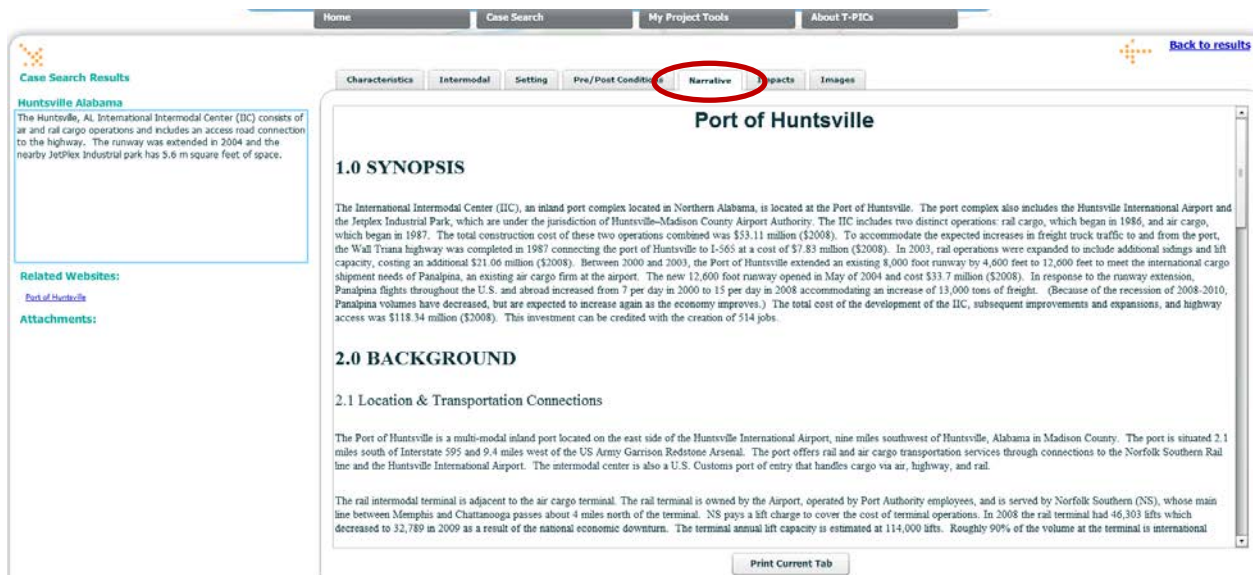 Home
Case Search
My Project Tools
About T-PICs
Back to results
Case Search Results
Huntsville Alabama
The Huntsville, AL International Intermodal Center (IIC) consists of
air and rail cargo operations and includes an access road connection
to the highway. The runway was extended in 2004 and the
nearby JetPlex Industrial park has 5.6 m square feet of space.
Related Websites:
Port of Huntsville
Attachments:
Characteristics
Intermodal
Setting
Pre/Post Conditions
Narrative
Impacts
Images
Port of Huntsville
1.0 SYNOPSIS
The International Intermodal Center (IIC), an inland port complex located in Northern Alabama, is located at the Port of Huntsville. The port complex also includes the Huntsville International Airport and
the Jetplex Industrial Park, which are under the jurisdiction of Huntsville–Madison County Airport Authority. The IIC includes two distinct operations: rail cargo, which began in 1986, and air cargo,
which began in 1987. The total construction cost of these two operations combined was $53.11 million ($2008). To accommodate the expected increases in freight truck traffic to and from the port,
the Wall Triana highway was completed in 1987 connecting the port of Huntsville to I-565 at a cost of $7.83 million ($2008). In 2003, rail operations were expanded to include additional sidings and lift
capacity, costing an additional $21.06 million ($2008). Between 2000 and 2003, the Port of Huntsville extended an existing 8,000 foot runway by 4,600 feet to 12,600 feet to meet the international cargo
shipment needs of Panalpina, an existing air cargo firm at the airport. The new 12,600 foot runway opened in May of 2004 and cost $33.7 million ($2008). In response to the runway extension,
Panalpina flights throughout the U.S. and abroad increased from 7 per day in 2000 to 15 per day in 2008 accommodating an increase of 13,000 tons of freight. (Because of the recession of 2008-2010,
Panalpina volumes have decreased, but are expected to increase again as the economy improves.) The total cost of the development of the IIC, subsequent improvements and expansions, and highway
access was $118.34 million ($2008). This investment can be credited with the creation of 514 jobs.
2.0 BACKGROUND
2.1 Location & Transportation Connections
The Port of Huntsville is a multi-modal inland port located on the east side of the Huntsville International Airport, nine miles southwest of Huntsville, Alabama in Madison County. The port is situated 2.1
miles south of Interstate 595 and 9.4 miles west of the US Army Garrison Redstone Arsenal. The port offers rail and air cargo transportation services through connections to the Norfolk Southern Rail
line and the Huntsville International Airport. The intermodal center is also a U.S. Customs port of entry that handles cargo via air, highway, and rail.
The rail intermodal terminal is adjacent to the air cargo terminal. The rail terminal is owned by the Airport, operated by Port Authority employees, and is served by Norfolk Southern (NS), whose main
line between Memphis and Chattanooga passes about 4 miles north of the terminal. NS pays a lift charge to cover the cost of terminal operations. In 2008 the rail terminal had 46,303 lifts which
decreased to 32,789 in 2009 as a result of the national economic downturn. The terminal annual lift capacity is estimated at 114,000 lifts. Roughly 90% of the volume at the terminal is international
Print Current Tab